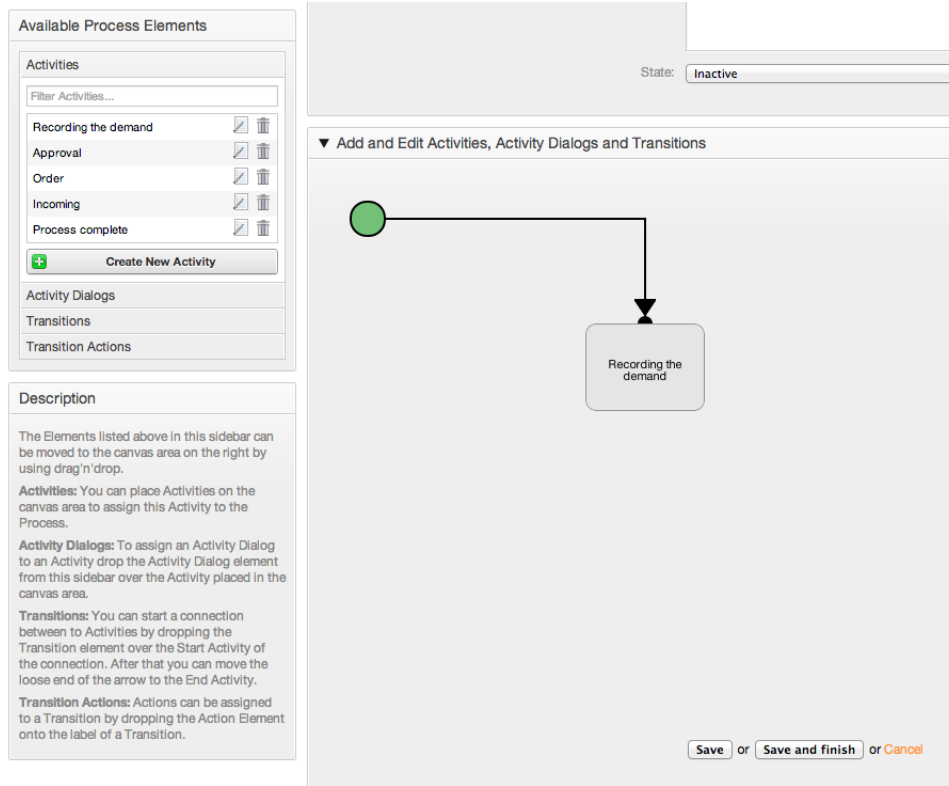 Available Process Elements
Activities
Filter Activities...
Recording the demand
Approval
Order
Incoming
Process complete
Create New Activity
Activity Dialogs
Transitions
Transition Actions
Description
The Elements listed above in this sidebar can
be moved to the canvas area on the right by
using drag'n'drop.
Activities: You can place Activities on the
canvas area to assign this Activity to the
Process.
Activity Dialogs: To assign an Activity Dialog
to an Activity drop the Activity Dialog element
from this sidebar over the Activity placed in the
canvas area.
Transitions: You can start a connection
between to Activities by dropping the
Transition element over the Start Activity of
the connection. After that you can move the
loose end of the arrow to the End Activity.
Transition Actions: Actions can be assigned
to a Transition by dropping the Action Element
onto the label of a Transition.
State: Inactive
▼ Add and Edit Activities, Activity Dialogs and Transitions
Recording the
demand
Save or Save and finish or Cancel